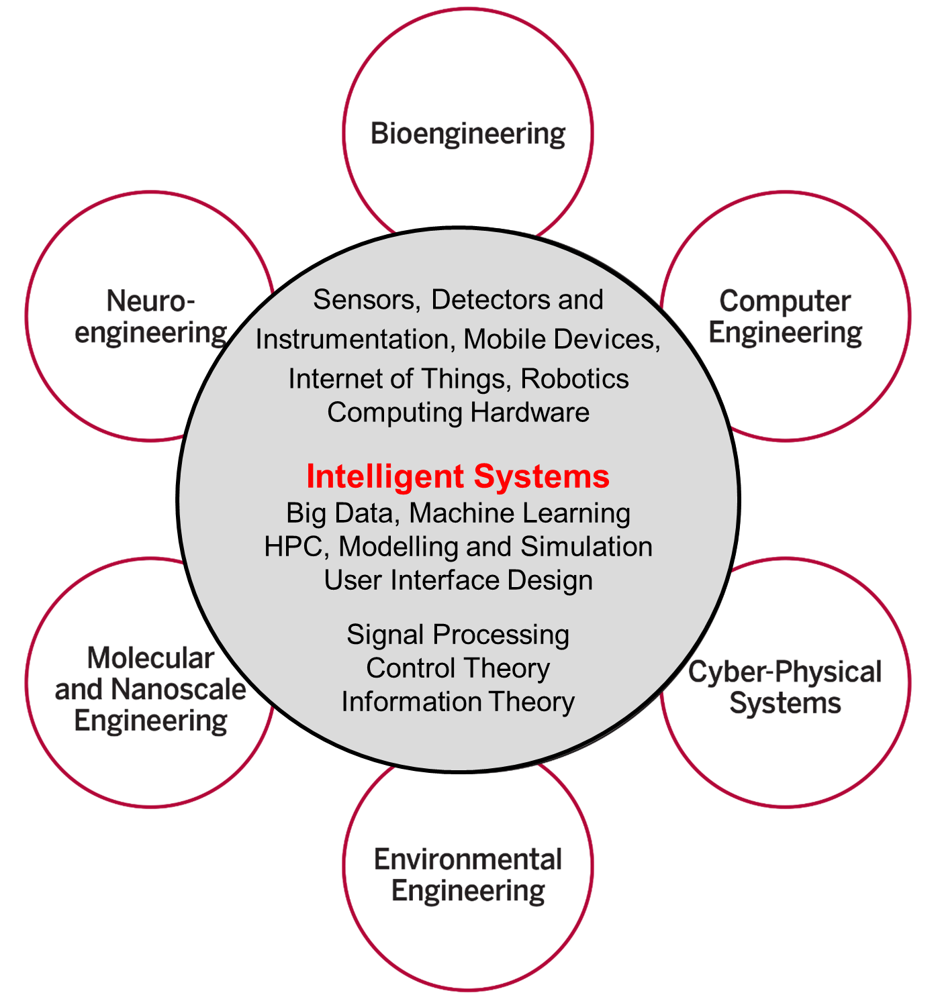 Bioengineering
Neuro-
engineering
Computer
Engineering
Sensors, Detectors and
Instrumentation, Mobile Devices,
Internet of Things, Robotics
Computing Hardware
Intelligent Systems
Big Data, Machine Learning
HPC, Modelling and Simulation
User Interface Design
Signal Processing
Control Theory
Information Theory
Molecular
and Nanoscale
Engineering
Cyber-Physical
Systems
Environmental
Engineering